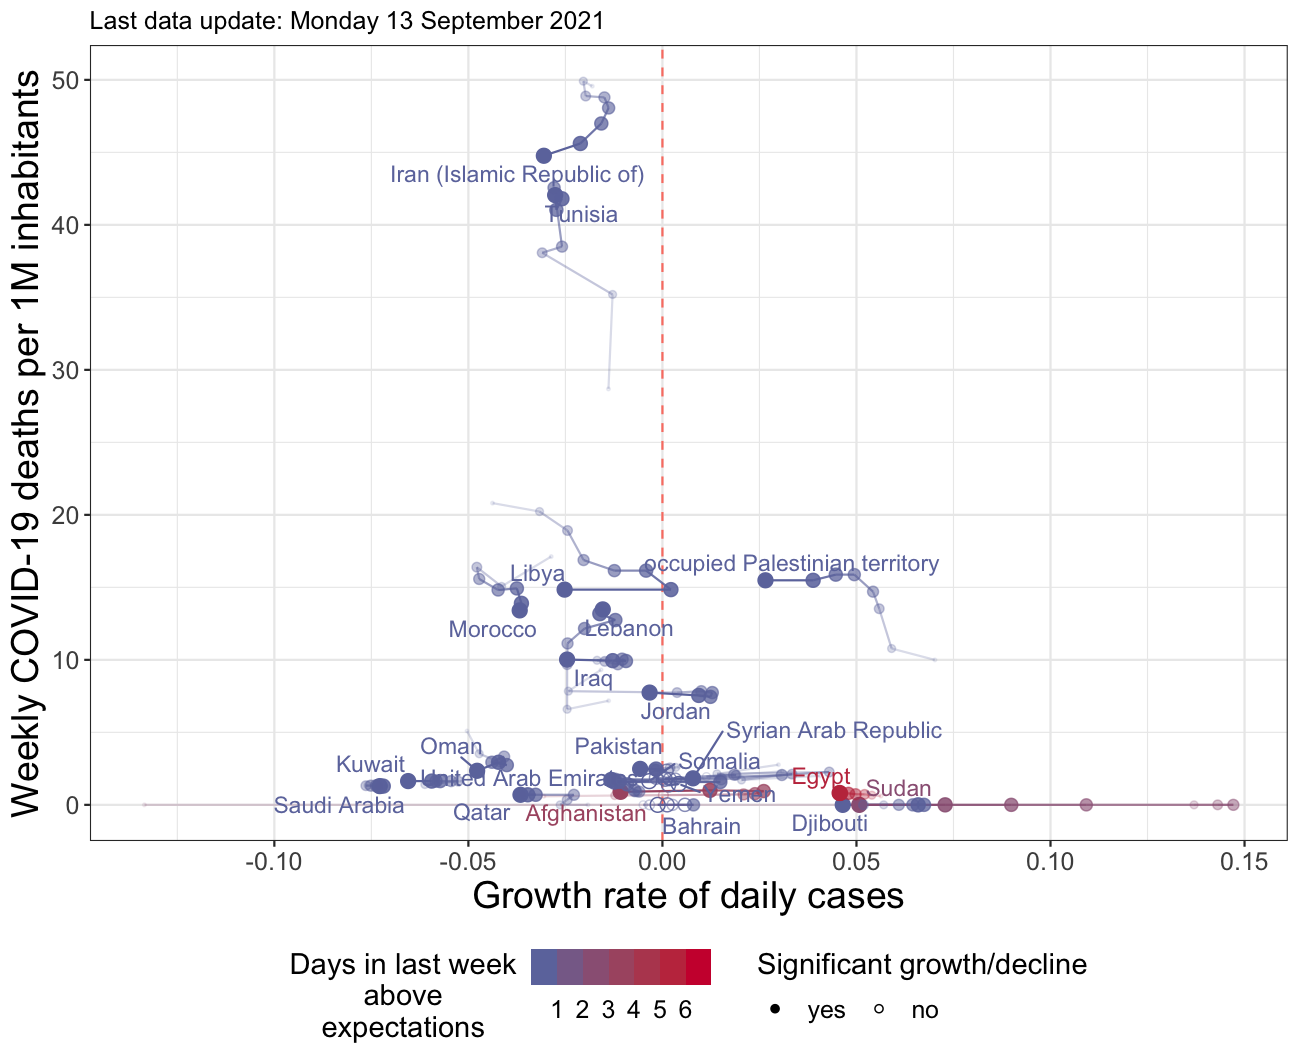 Last data update: Monday 13 September 2021
Weekly COVID-19 deaths per 1M inhabitants
50
40
30
20
10
0
Iran (Islamic Republic of)
Tunisia
occupied Palestinian territory
Libya
Morocco
Lebanon
Iraq
Jordan
Syrian Arab Republic
Oman
Pakistan
Kuwait
Somalia
United Arab Emirates
Egypt
Saudi Arabia
Qatar
Afghanistan
Yemen
Sudan
Bahrain
Djibouti
-0.10
-0.05
0.00
0.05
0.10
0.15
Growth rate of daily cases
Days in last week
above
expectations
1 2 3 4 5 6
Significant growth/decline
yes
no